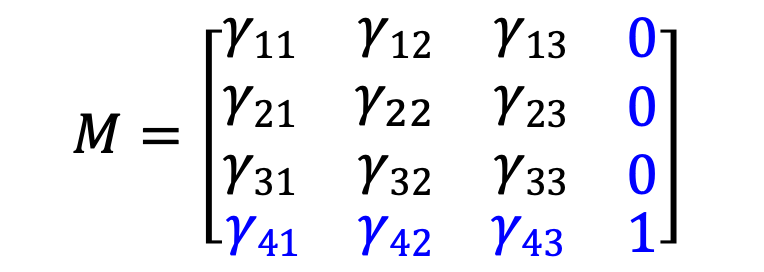 γ₁₁ γ₁₂ γ₁₃ 0
γ₂₁ γ₂₂ γ₂₃ 0
M =
γ₃₁ γ₃₂ γ₃₃ 0
γ₄₁ γ₄₂ γ₄₃ 1